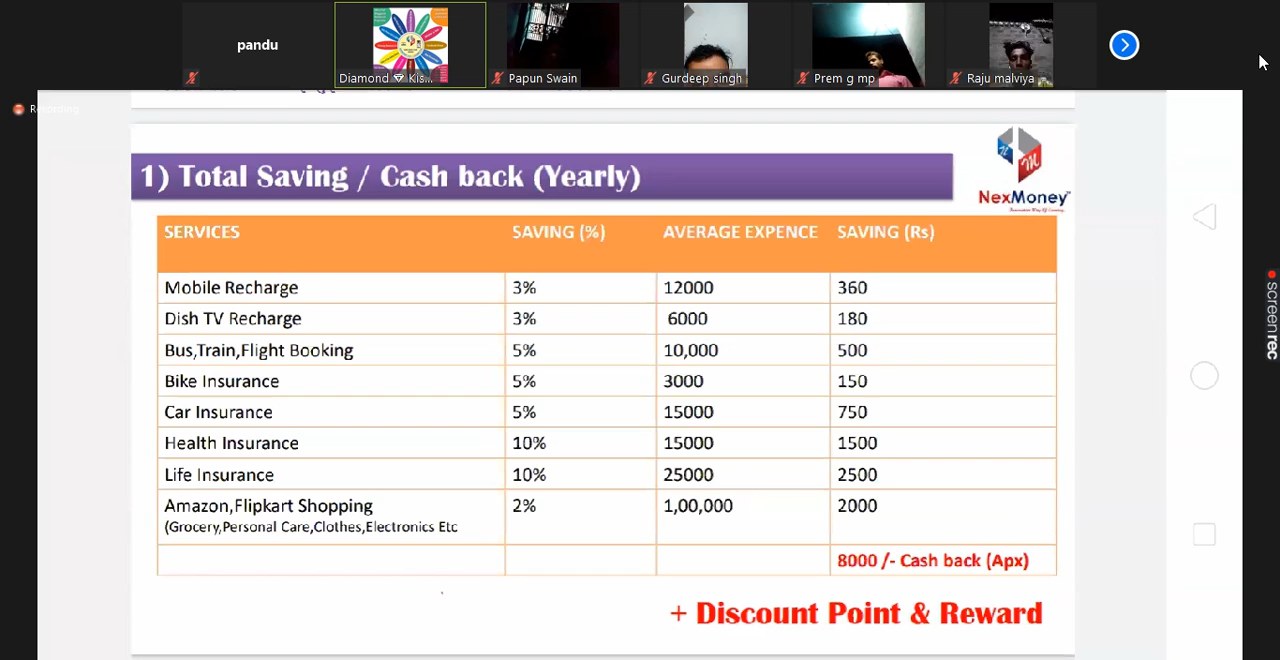 pandu
Diamond Kis...
Papun Swain
Gurdeep singh
Prem g mp
Raju malviya
1) Total Saving / Cash back (Yearly)
NexMoney™
SERVICES SAVING (%) AVERAGE EXPENCE SAVING (Rs)
Mobile Recharge 3% 12000 360
Dish TV Recharge 3% 6000 180
Bus,Train,Flight Booking 5% 10,000 500
Bike Insurance 5% 3000 150
Car Insurance 5% 15000 750
Health Insurance 10% 15000 1500
Life Insurance 10% 25000 2500
Amazon,Flipkart Shopping 2% 1,00,000 2000
(Grocery,Personal Care,Clothes,Electronics Etc
8000 /- Cash back (Apx)
+ Discount Point & Reward
screenrec